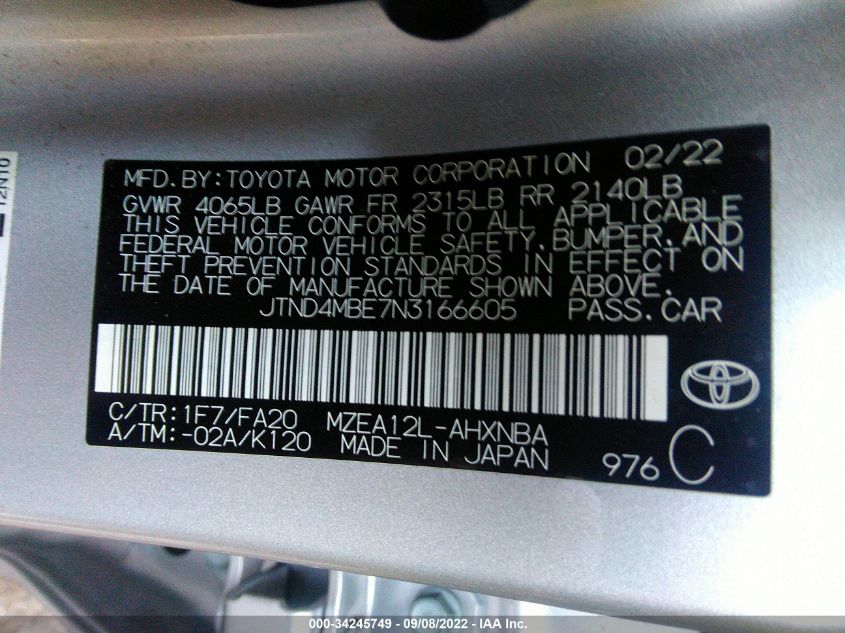 12N10
MFD.BY:TOYOTA MOTOR CORPORATION 02/22
GVWR 4065LB GAWR FR 2315LB RR 2140LB
THIS VEHICLE CONFORMS TO ALL APPLICABLE
FEDERAL MOTOR VEHICLE SAFETY,BUMPER,AND
THEFT PREVENTION STANDARDS IN EFFECT ON
THE DATE OF MANUFACTURE SHOWN ABOVE.
JTND4MBE7N3166605 PASS.CAR
C/TR:1F7/FA20 MZEA12L-AHXNBA
A/TM:-02A/K120 MADE IN JAPAN
976 C
000-34245749 - 09/08/2022 - IAA Inc.